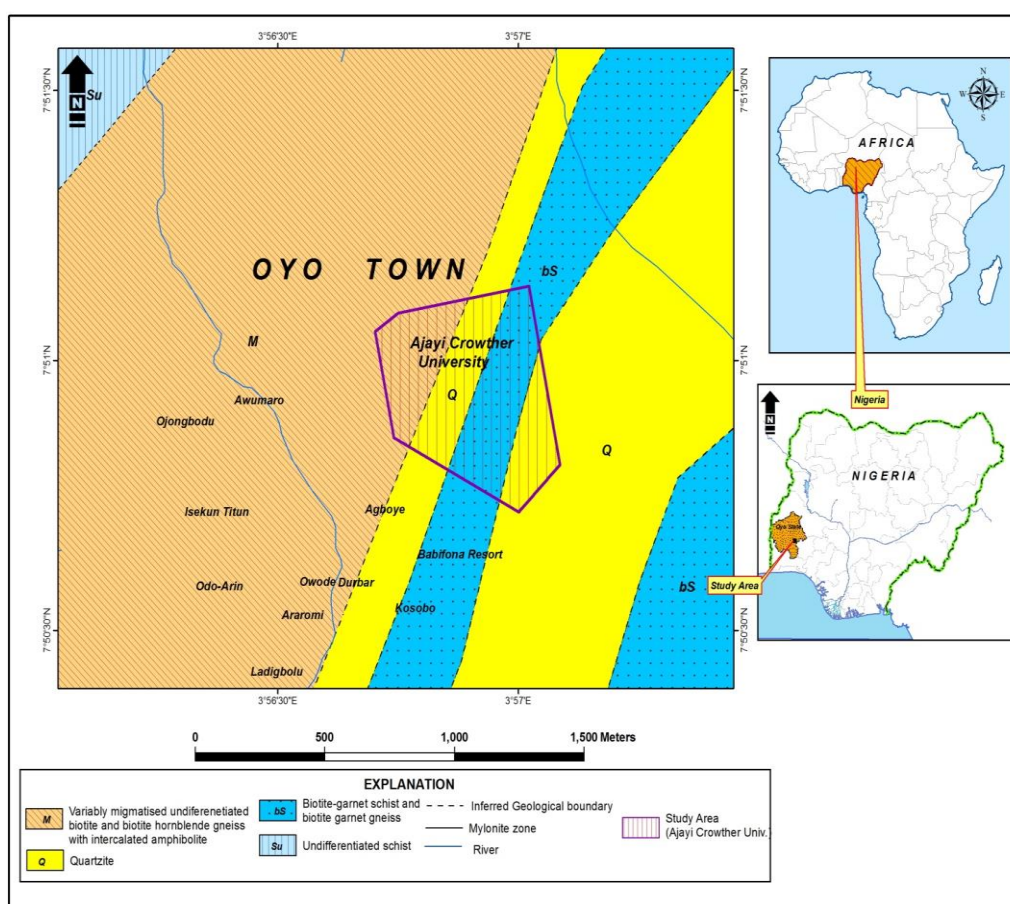 3°56'30"E
3°57'E
7°51'30"N
7°51'30"N
N
Su
OYO TOWN
bS
M
Ajayi Crowther
University
Q
7°51'N
7°51'N
Awumaro
Ojongbodu
Q
Isekun Titun
Agboye
Babifona Resort
Odo-Arin
Owode
Durbar
bS
Araromi
Kosobo
7°50'30"N
7°50'30"N
Ladigbolu
3°56'30"E
3°57'E
0 500 1,000 1,500 Meters
N
W E
S
AFRICA
Nigeria
N
NIGERIA
Oyo State
Study Area
EXPLANATION
M
Variably migmatised undiferenetiated
biotite and biotite hornblende gneiss
with intercalated amphibolite
Q
Quartzite
bS
Biotite-garnet schist and
biotite garnet gneiss
Su
Undifferentiated schist
Inferred Geological boundary
Mylonite zone
River
Study Area
(Ajayi Crowther Univ.)